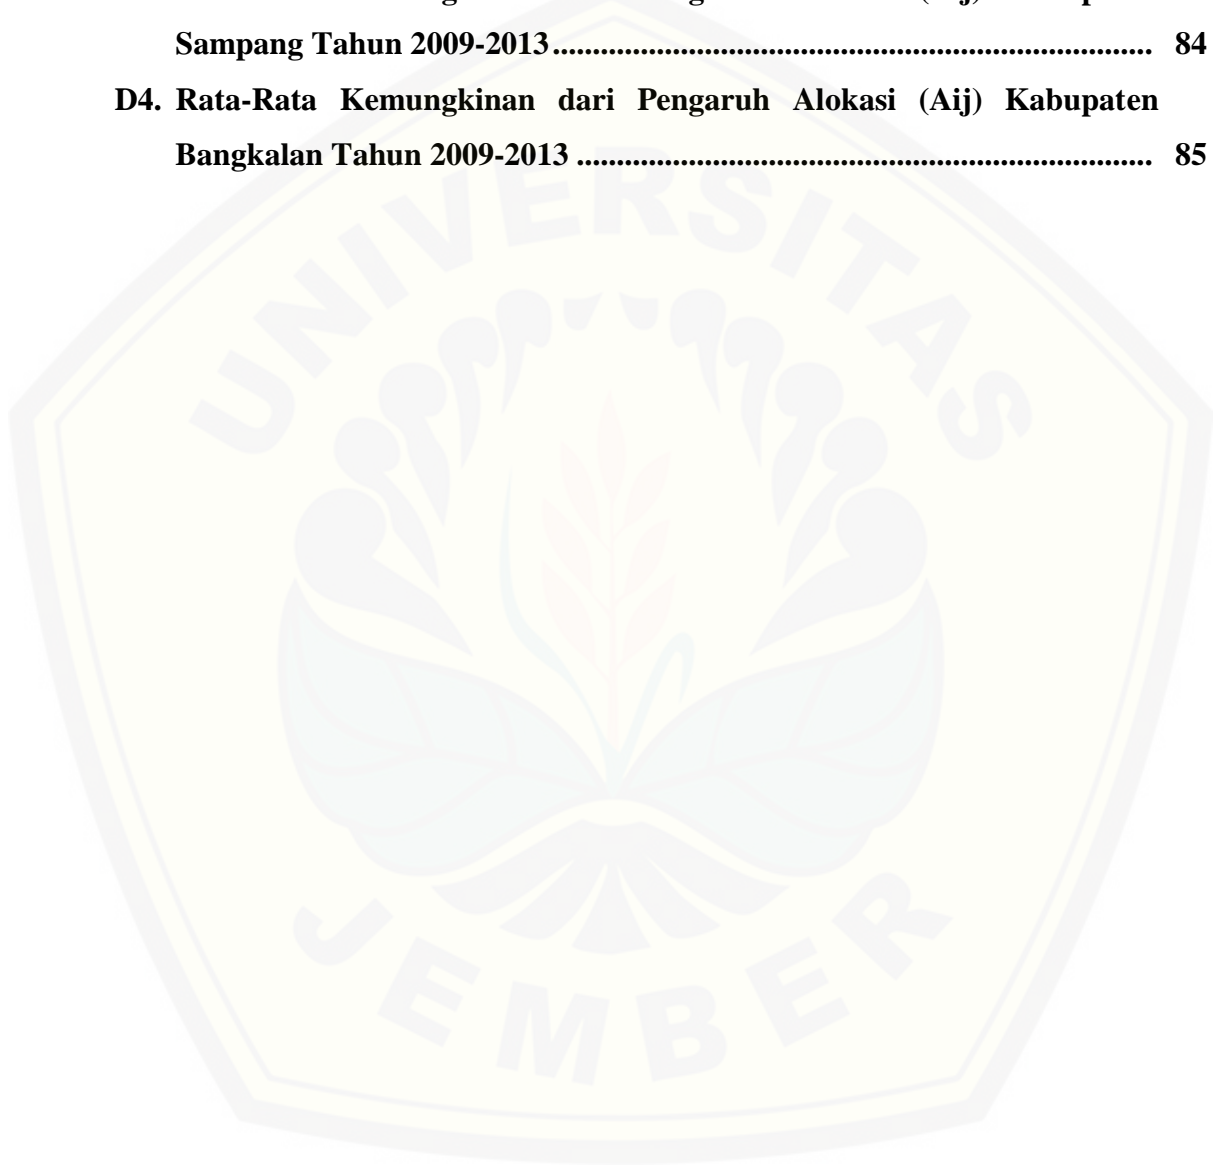 Sampang Tahun 2009-2013........................................................................... 84
D4. Rata-Rata Kemungkinan dari Pengaruh Alokasi (Aij) Kabupaten
Bangkalan Tahun 2009-2013 ........................................................................ 85
UNIVERSITAS
JEMBER